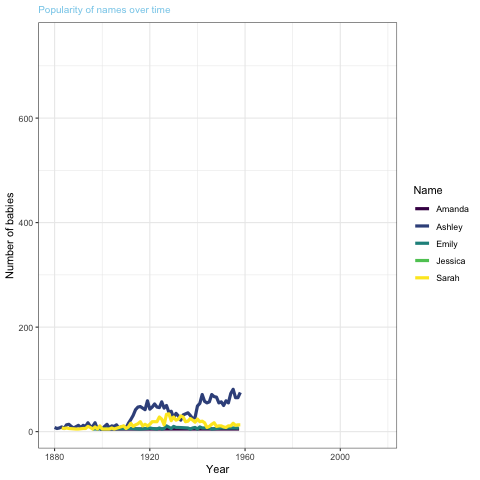 Popularity of names over time
Number of babies
600
400
200
0
1880
1920
1960
2000
Year
Name
Amanda
Ashley
Emily
Jessica
Sarah